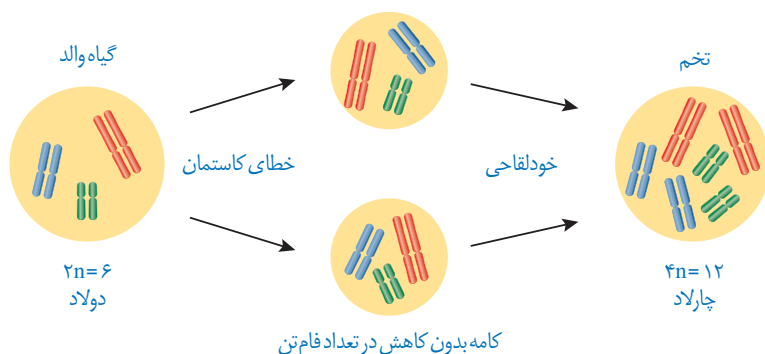 گیاه والد
تخم
خطای کاستمان
خودلقاحی
۲n = ۶
دولاد
۴n = ۱۲
چارلاد
کامه بدون کاهش در تعداد فام‌تن